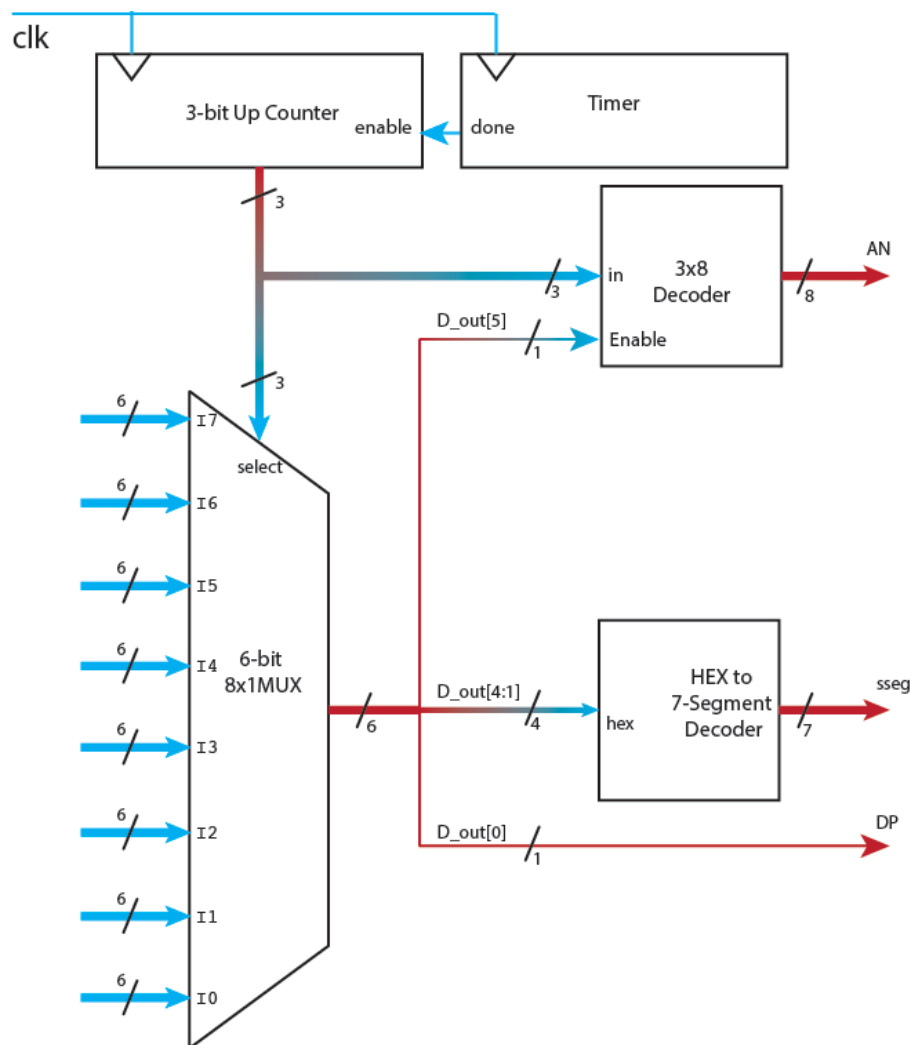 clk
3-bit Up Counter
enable
done
Timer
3
3
in
3x8
Decoder
AN
8
D_out[5]
1
Enable
3
select
6
I7
6
I6
6
I5
6
I4
6-bit
8x1MUX
6
I3
6
I2
6
I1
6
I0
6
D_out[4:1]
4
hex
HEX to
7-Segment
Decoder
sseg
7
D_out[0]
1
DP